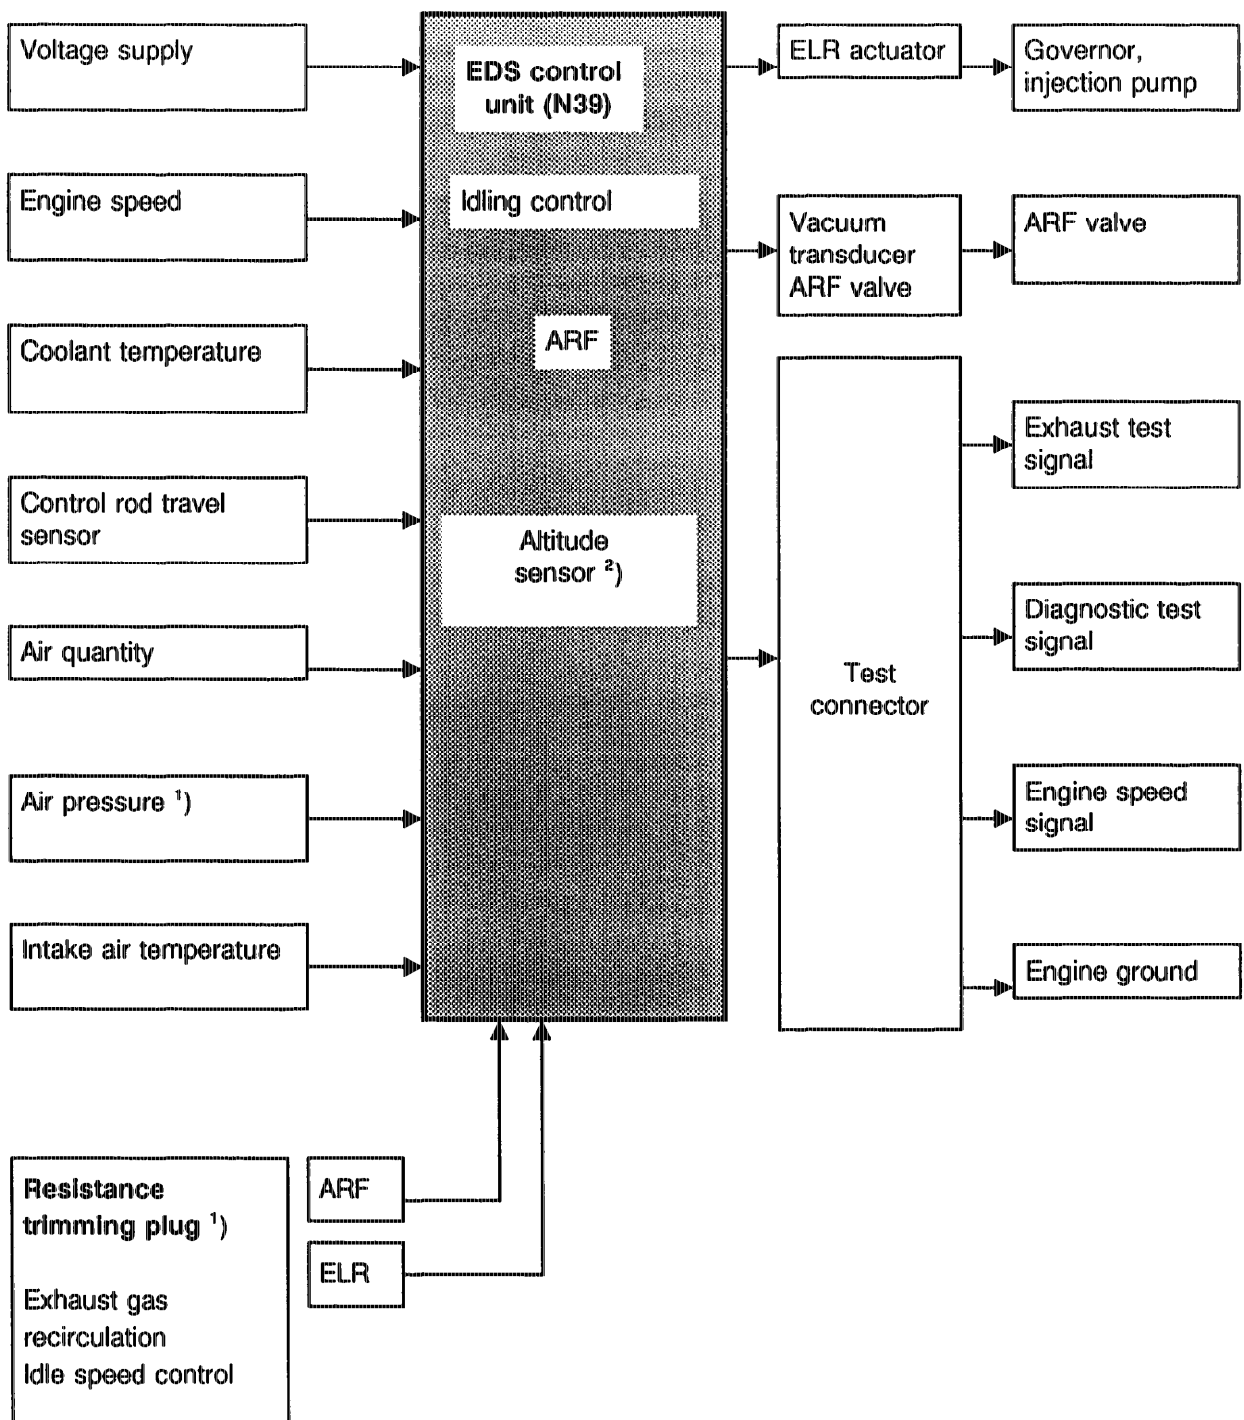 Voltage supply
EDS control
unit (N39)
ELR actuator
Governor,
injection pump
Engine speed
Idling control
Vacuum
transducer
ARF valve
ARF valve
Coolant temperature
ARF
Exhaust test
signal
Control rod travel
sensor
Altitude
sensor ²)
Air quantity
Test
connector
Diagnostic test
signal
Air pressure ¹)
Engine speed
signal
Intake air temperature
Engine ground
Resistance
trimming plug ¹)
Exhaust gas
recirculation
Idle speed control
ARF
ELR